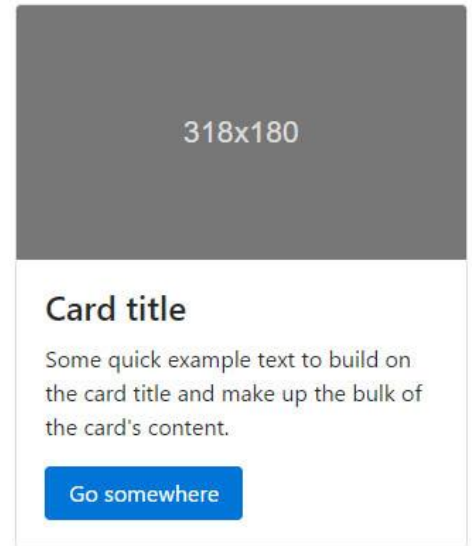 318x180
Card title
Some quick example text to build on
the card title and make up the bulk of
the card's content.
Go somewhere